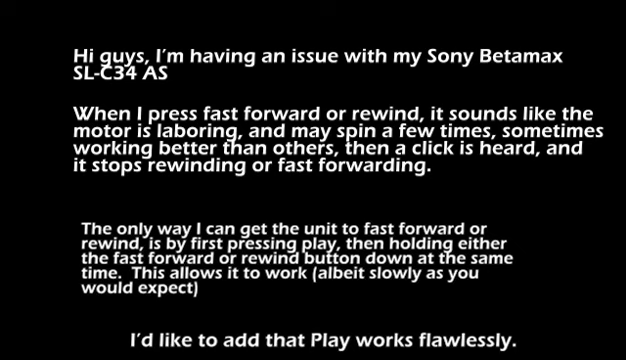 Hi guys, I'm having an issue with my Sony Betamax
SL-C34 AS
When I press fast forward or rewind, it sounds like the
motor is laboring, and may spin a few times, sometimes
working better than others, then a click is heard, and
it stops rewinding or fast forwarding.
The only way I can get the unit to fast forward or
rewind, is by first pressing play, then holding either
the fast forward or rewind button down at the same
time.  This allows it to work (albeit slowly as you
would expect)
I'd like to add that Play works flawlessly.